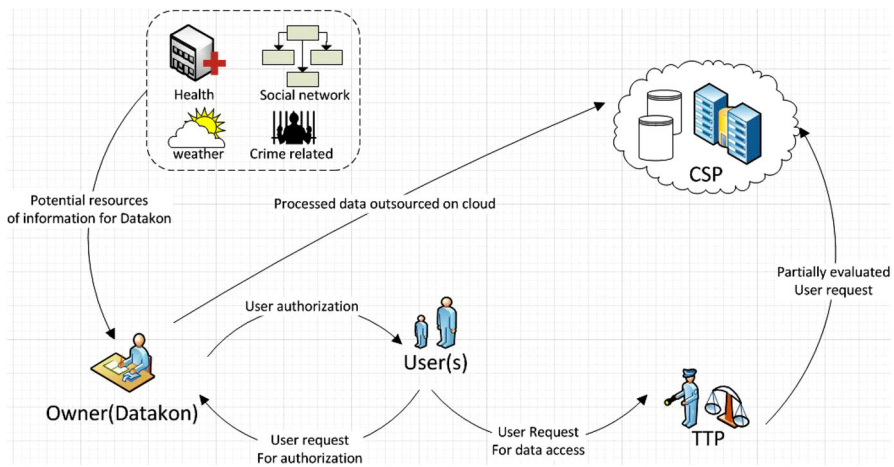 Health
Social network
weather
Crime related
CSP
Potential resources
of information for Datakon
Processed data outsourced on cloud
Partially evaluated
User request
User authorization
User(s)
Owner(Datakon)
User request
For authorization
User Request
For data access
TTP